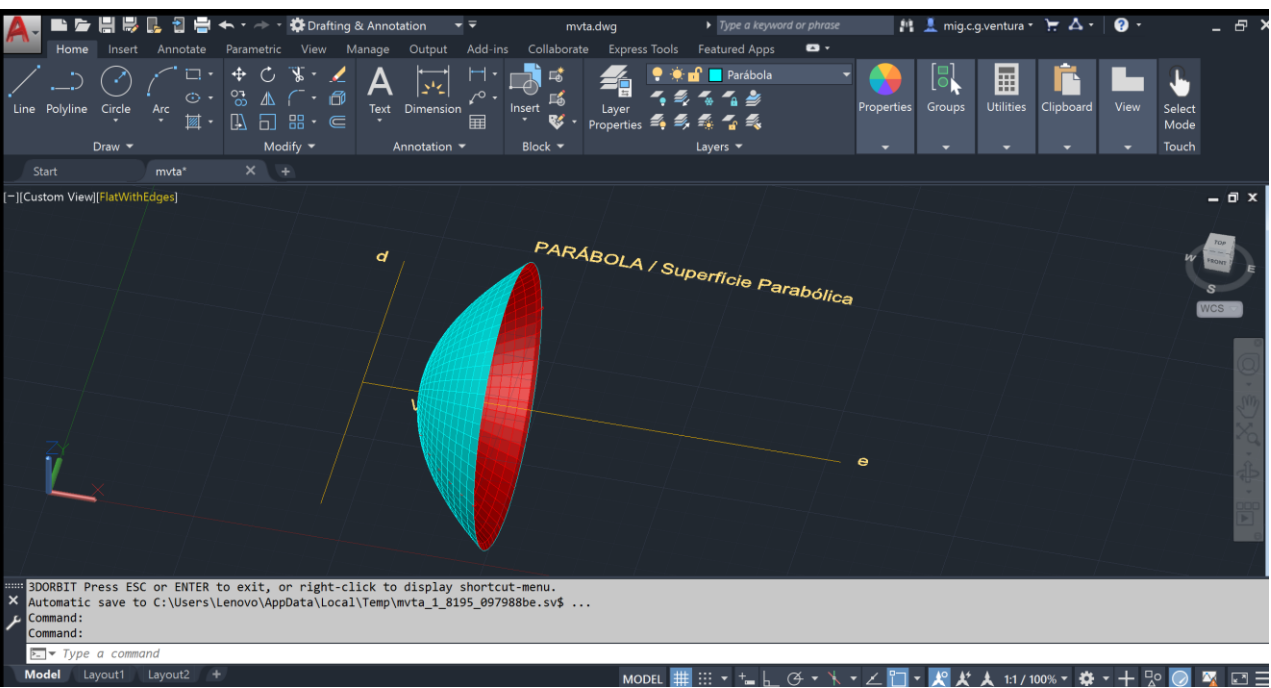 Drafting & Annotation
mvta.dwg
Type a keyword or phrase
mig.c.g.ventura
Home Insert Annotate Parametric View Manage Output Add-ins Collaborate Express Tools Featured Apps
Parábola
Line Polyline Circle Arc Text Dimension Insert Layer Properties Properties Groups Utilities Clipboard View Select Mode
Draw Modify Annotation Block Layers Touch
Start mvta*
[−][Custom View][FlatWithEdges]
TOP
FRONT
W
E
S
WCS
d
PARÁBOLA / Superfície Parabólica
V
e
Z
Y
X
3DORBIT Press ESC or ENTER to exit, or right-click to display shortcut-menu.
Automatic save to C:\Users\Lenovo\AppData\Local\Temp\mvta_1_8195_097988be.sv$ ...
Command:
Command:
Type a command
Model Layout1 Layout2 +
MODEL 1:1 / 100%